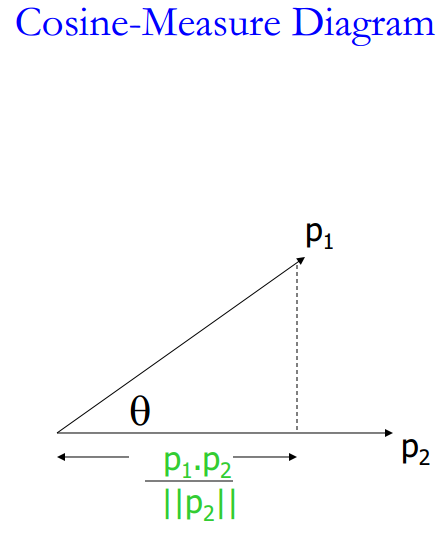 Cosine-Measure Diagram
p₁
θ
p₂
p₁.p₂
||p₂||